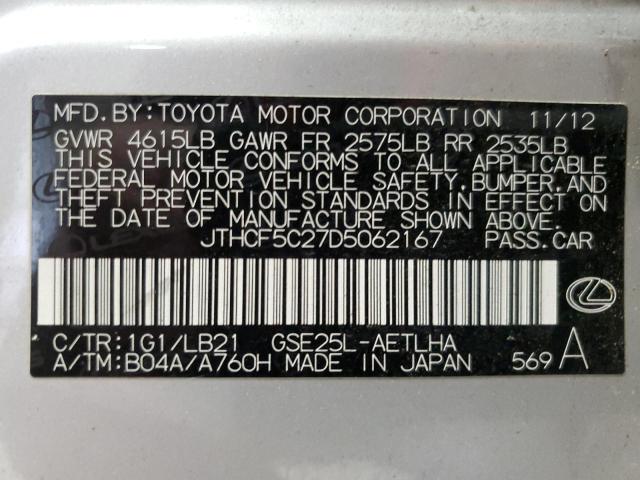 MFD.BY:TOYOTA MOTOR CORPORATION 11/12
GVWR 4615LB GAWR FR 2575LB RR 2535LB
THIS VEHICLE CONFORMS TO ALL APPLICABLE
FEDERAL MOTOR VEHICLE SAFETY,BUMPER,AND
THEFT PREVENTION STANDARDS IN EFFECT ON
THE DATE OF MANUFACTURE SHOWN ABOVE.
JTHCF5C27D5062167 PASS.CAR
C/TR:1G1/LB21 GSE25L-AETLHA
A/TM:B04A/A760H MADE IN JAPAN 569 A